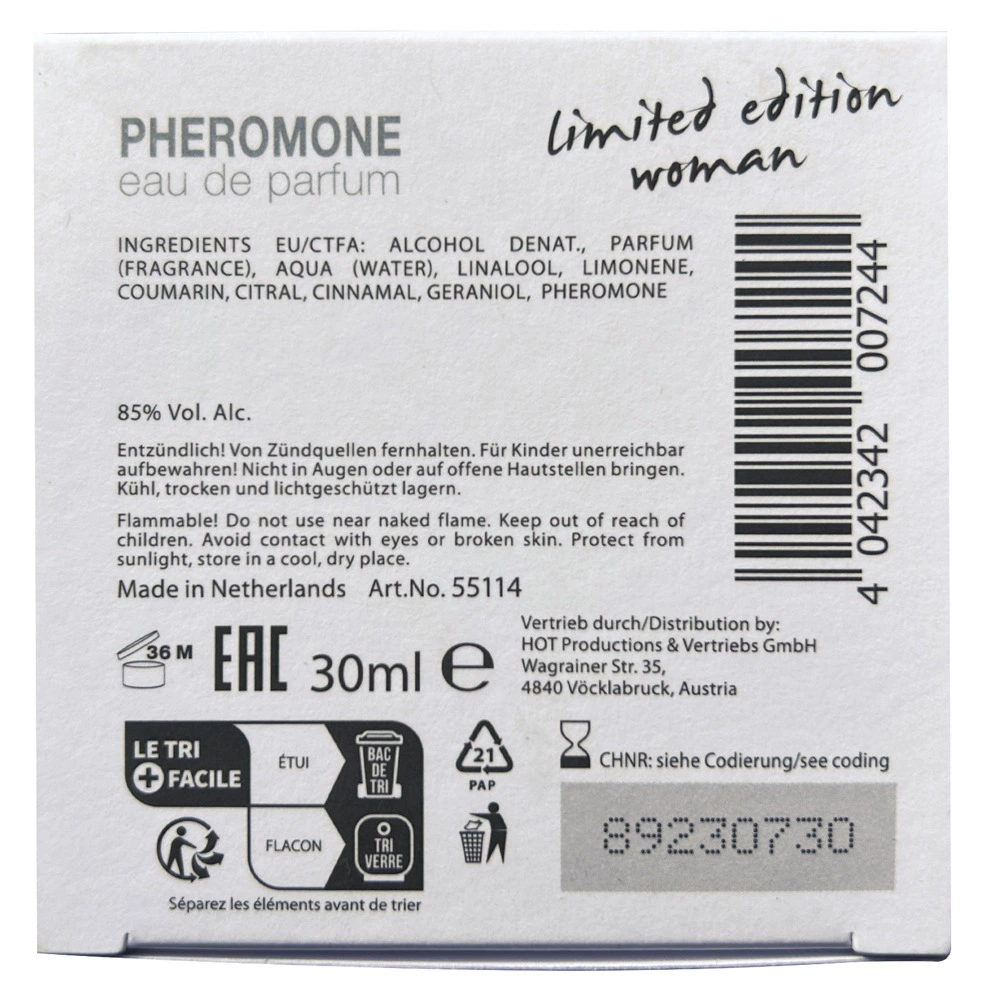 PHEROMONE
eau de parfum
limited edition
woman
INGREDIENTS EU/CTFA: ALCOHOL DENAT., PARFUM
(FRAGRANCE), AQUA (WATER), LINALOOL, LIMONENE,
COUMARIN, CITRAL, CINNAMAL, GERANIOL, PHEROMONE
4 042342 007244
85% Vol. Alc.
Entzündlich! Von Zündquellen fernhalten. Für Kinder unerreichbar
aufbewahren! Nicht in Augen oder auf offene Hautstellen bringen.
Kühl, trocken und lichtgeschützt lagern.
Flammable! Do not use near naked flame. Keep out of reach of
children. Avoid contact with eyes or broken skin. Protect from
sunlight, store in a cool, dry place.
Made in Netherlands Art.No. 55114
36 M
EAC
30ml e
Vertrieb durch/Distribution by:
HOT Productions & Vertriebs GmbH
Wagrainer Str. 35,
4840 Vöcklabruck, Austria
LE TRI
+ FACILE
ÉTUI
BAC
DE
TRI
FLACON
TRI
VERRE
Séparez les éléments avant de trier
21
PAP
CHNR: siehe Codierung/see coding
89230730